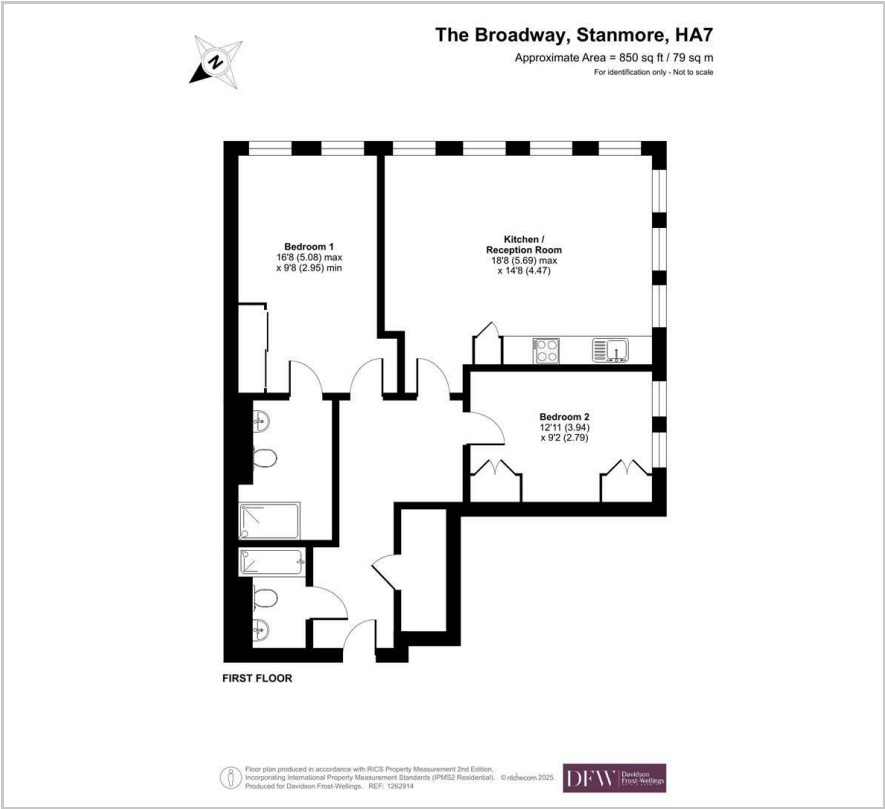 The Broadway, Stanmore, HA7
Approximate Area = 850 sq ft / 79 sq m
For identification only - Not to scale
N
Bedroom 1
16'8 (5.08) max
x 9'8 (2.95) min
Kitchen /
Reception Room
18'8 (5.69) max
x 14'8 (4.47)
Bedroom 2
12'11 (3.94)
x 9'2 (2.79)
FIRST FLOOR
Floor plan produced in accordance with RICS Property Measurement 2nd Edition,
Incorporating International Property Measurement Standards (IPMS2 Residential). © nichecom 2025.
Produced for Davidson Frost-Wellings. REF: 1262914
DFW
Davidson
Frost-Wellings